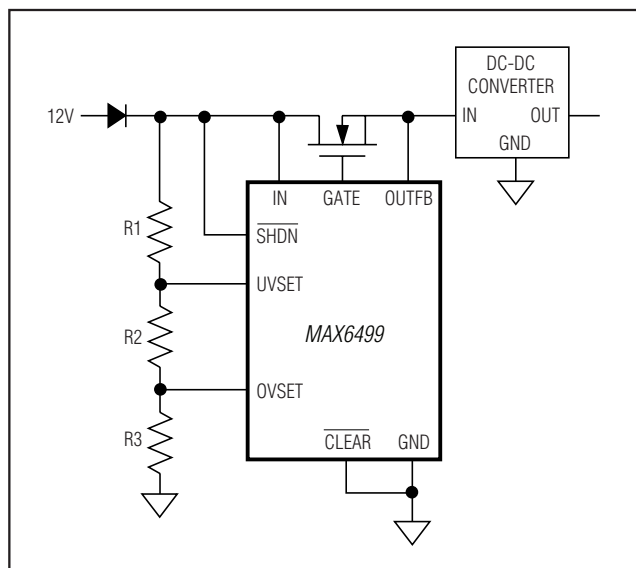 DC-DC
CONVERTER
12V
IN OUT
GND
IN GATE OUTFB
R1
SHDN
UVSET
R2
MAX6499
OVSET
R3
CLEAR GND